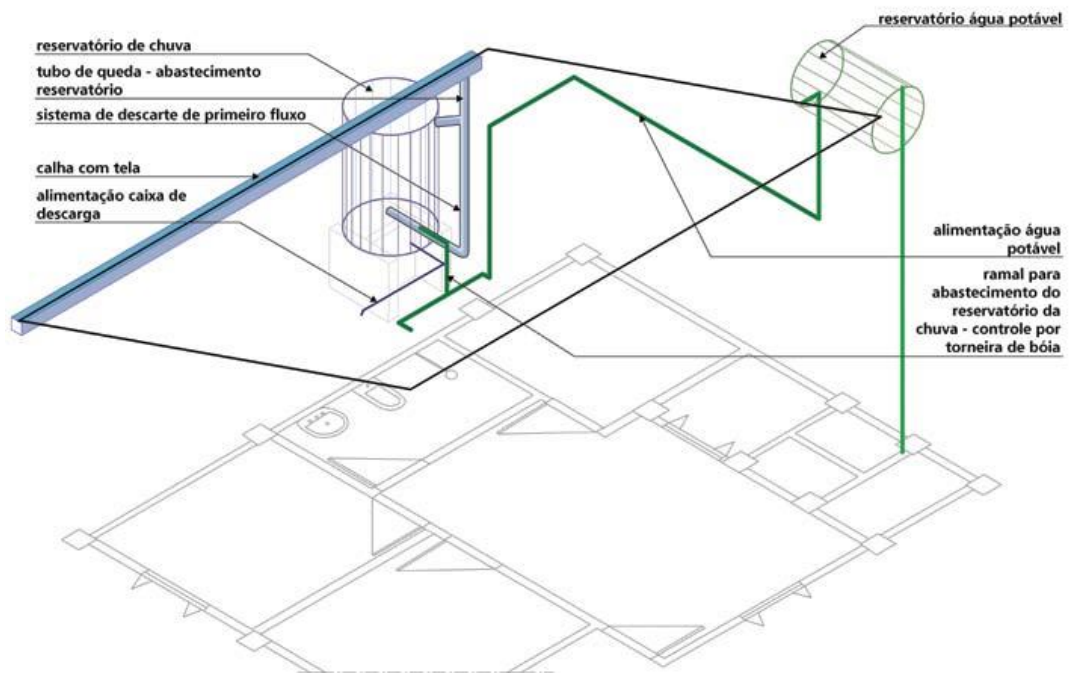 reservatório de chuva
tubo de queda - abastecimento
reservatório
sistema de descarte de primeiro fluxo
calha com tela
alimentação caixa de
descarga
reservatório água potável
alimentação água
potável
ramal para
abastecimento do
reservatório da
chuva - controle por
torneira de bóia